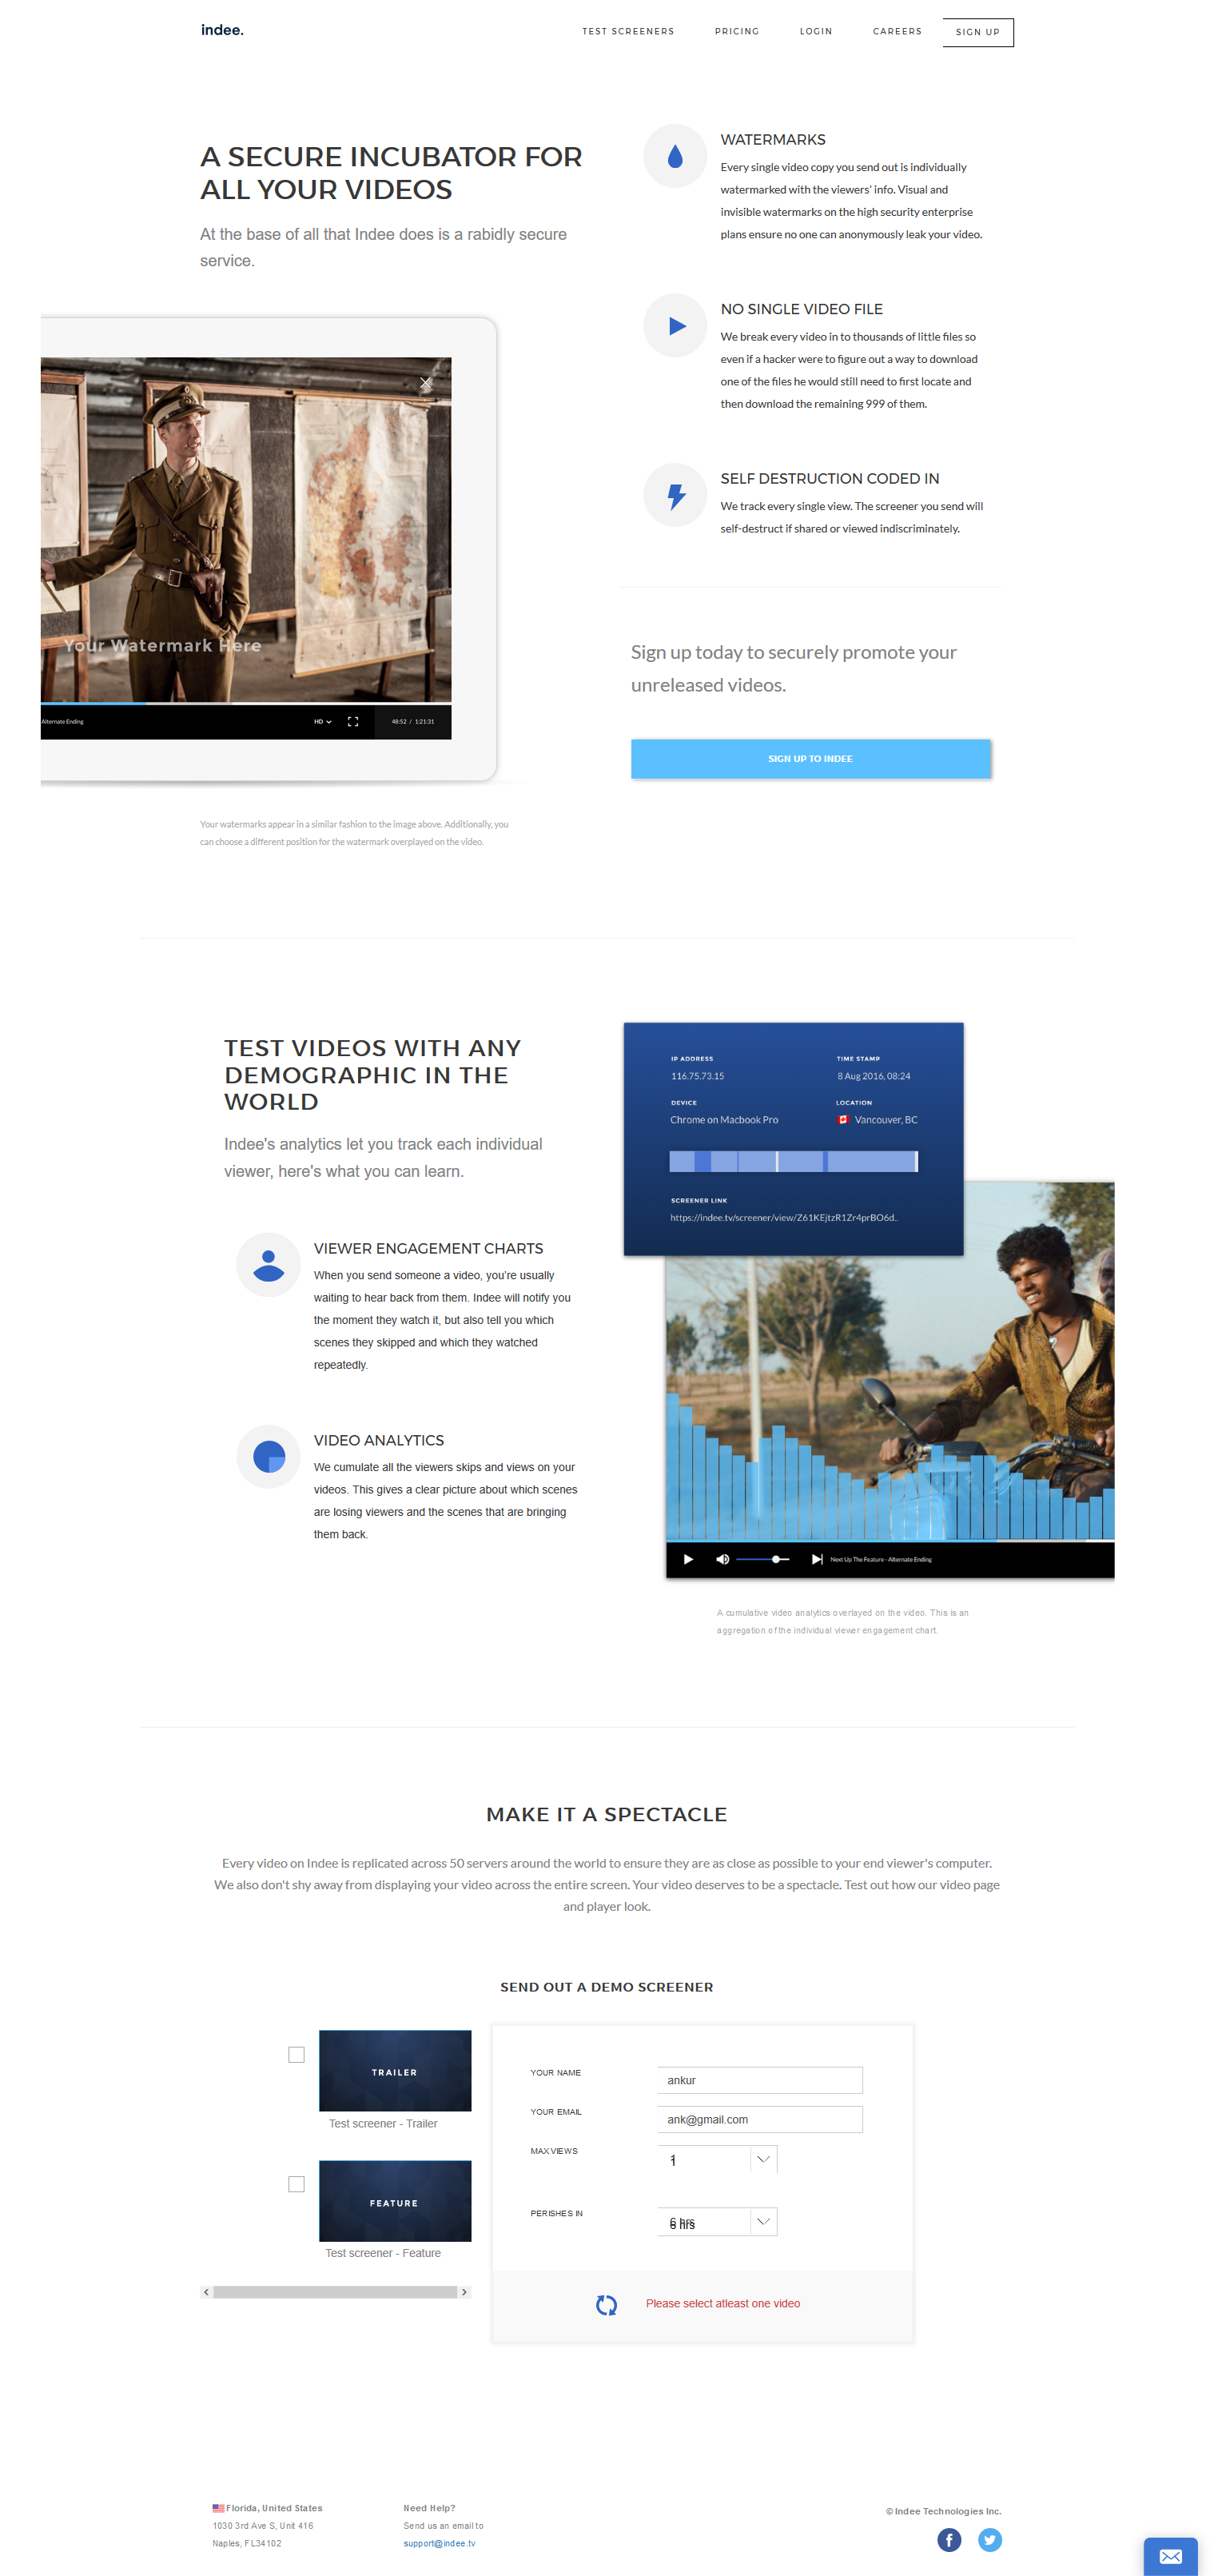 indee.
TEST SCREENERS
PRICING
LOGIN
CAREERS
SIGN UP
A SECURE INCUBATOR FOR
ALL YOUR VIDEOS
At the base of all that Indee does is a rabidly secure
service.
Your Watermark Here
Alternate Ending
HD
48:52 / 1:21:31
Your watermarks appear in a similar fashion to the image above. Additionally, you
can choose a different position for the watermark overplayed on the video.
WATERMARKS
Every single video copy you send out is individually
watermarked with the viewers' info. Visual and
invisible watermarks on the high security enterprise
plans ensure no one can anonymously leak your video.
NO SINGLE VIDEO FILE
We break every video in to thousands of little files so
even if a hacker were to figure out a way to download
one of the files he would still need to first locate and
then download the remaining 999 of them.
SELF DESTRUCTION CODED IN
We track every single view. The screener you send will
self-destruct if shared or viewed indiscriminately.
Sign up today to securely promote your
unreleased videos.
SIGN UP TO INDEE
TEST VIDEOS WITH ANY
DEMOGRAPHIC IN THE
WORLD
Indee's analytics let you track each individual
viewer, here's what you can learn.
VIEWER ENGAGEMENT CHARTS
When you send someone a video, you're usually
waiting to hear back from them. Indee will notify you
the moment they watch it, but also tell you which
scenes they skipped and which they watched
repeatedly.
VIDEO ANALYTICS
We cumulate all the viewers skips and views on your
videos. This gives a clear picture about which scenes
are losing viewers and the scenes that are bringing
them back.
IP ADDRESS
116.75.73.15
TIME STAMP
8 Aug 2016, 08:24
DEVICE
Chrome on Macbook Pro
LOCATION
Vancouver, BC
SCREENER LINK
https://indee.tv/screener/view/Z61KEjtzR1Zr4prBO6d..
Next Up The Feature - Alternate Ending
A cumulative video analytics overlayed on the video. This is an
aggregation of the individual viewer engagement chart.
MAKE IT A SPECTACLE
Every video on Indee is replicated across 50 servers around the world to ensure they are as close as possible to your end viewer's computer.
We also don't shy away from displaying your video across the entire screen. Your video deserves to be a spectacle. Test out how our video page
and player look.
SEND OUT A DEMO SCREENER
TRAILER
Test screener - Trailer
FEATURE
Test screener - Feature
YOUR NAME
ankur
YOUR EMAIL
ank@gmail.com
MAX VIEWS
1
PERISHES IN
6 hrs
Please select atleast one video
Florida, United States
1030 3rd Ave S, Unit 416
Naples, FL34102
Need Help?
Send us an email to
support@indee.tv
© Indee Technologies Inc.